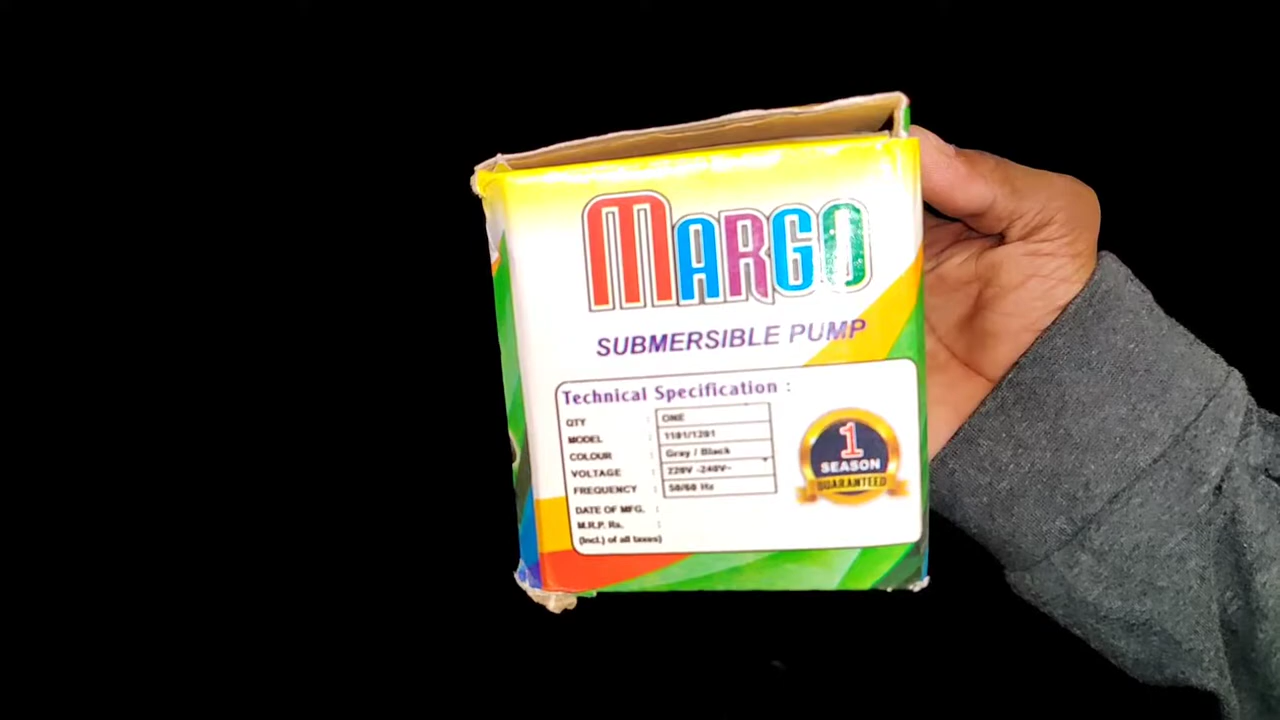 MARGO
SUBMERSIBLE PUMP
Technical Specification :
QTY : ONE
MODEL : 1101/1201
COLOUR : Gray / Black
VOLTAGE : 220V -240V~
FREQUENCY : 50/60 Hz
DATE OF MFG. :
M.R.P. Rs. :
(Incl.) of all taxes)
1
SEASON
GUARANTEED